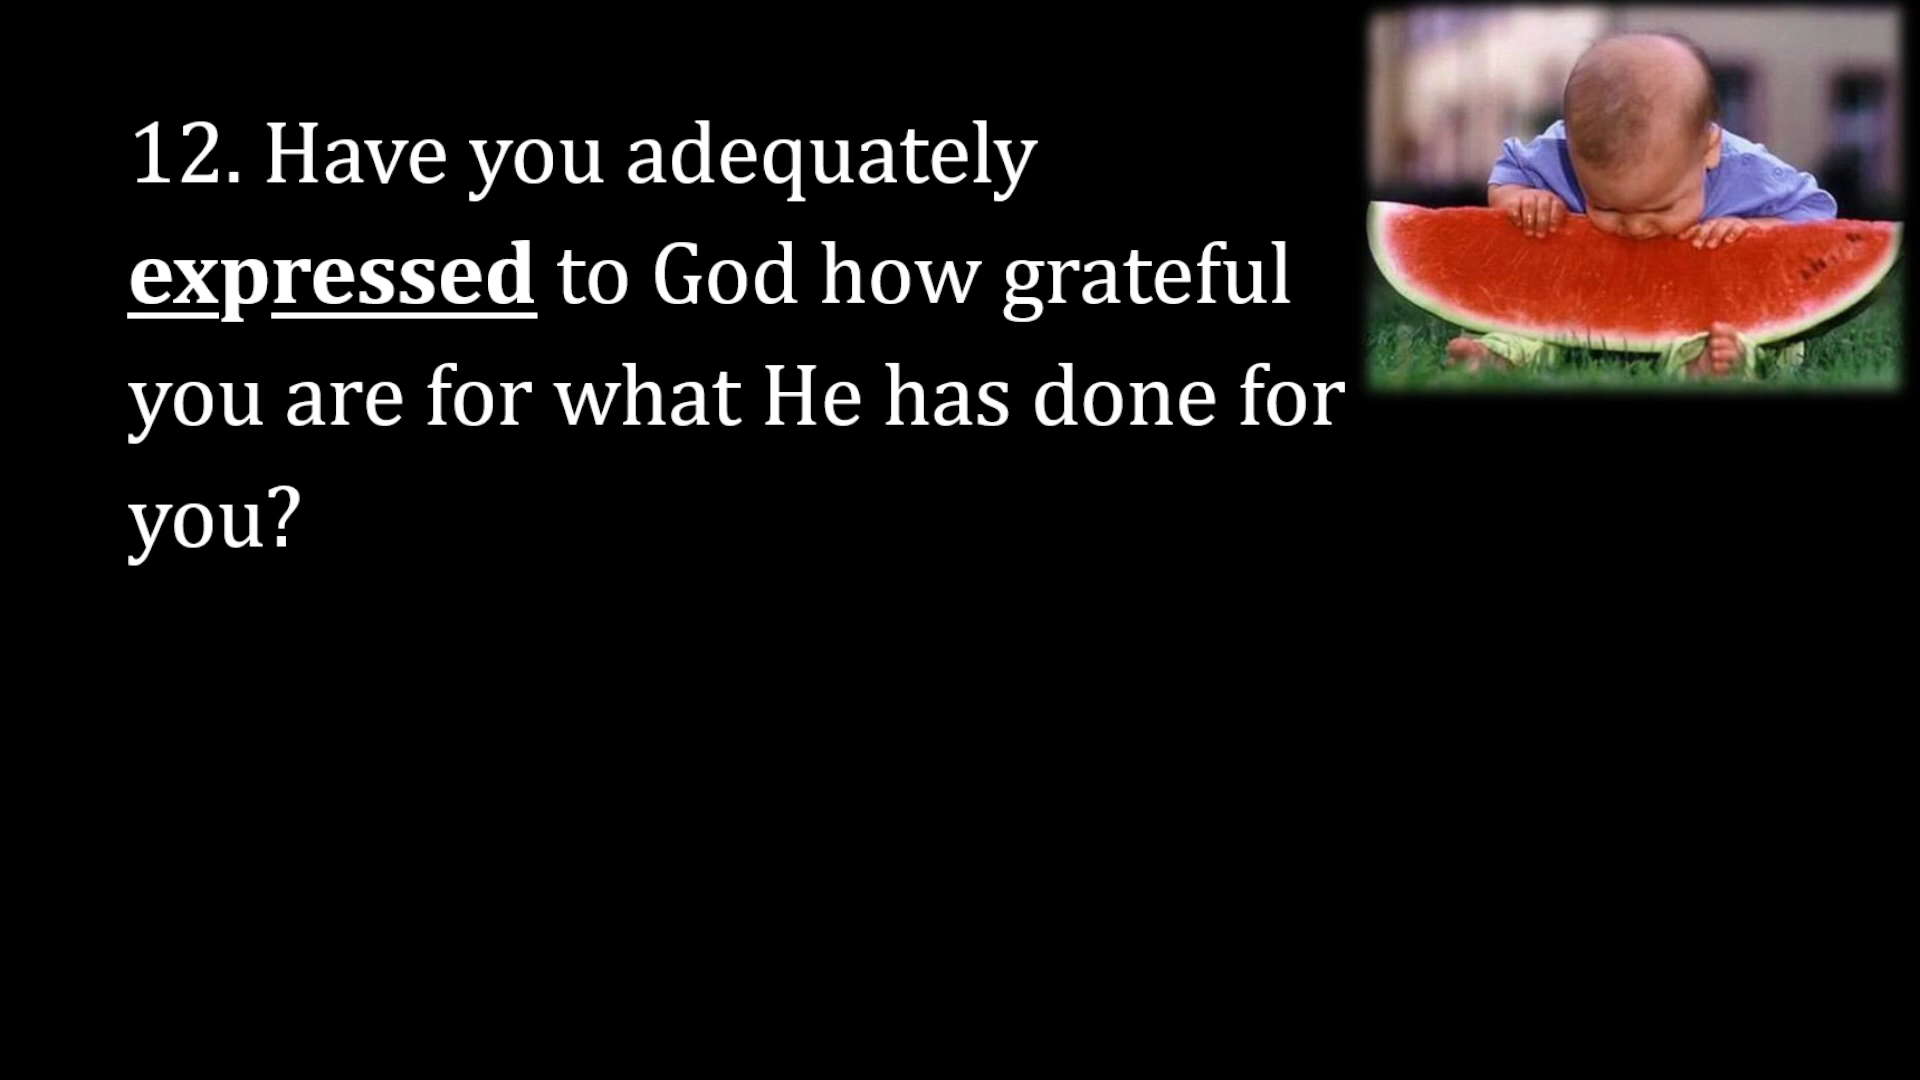 12. Have you adequately
expressed to God how grateful
you are for what He has done for
you?